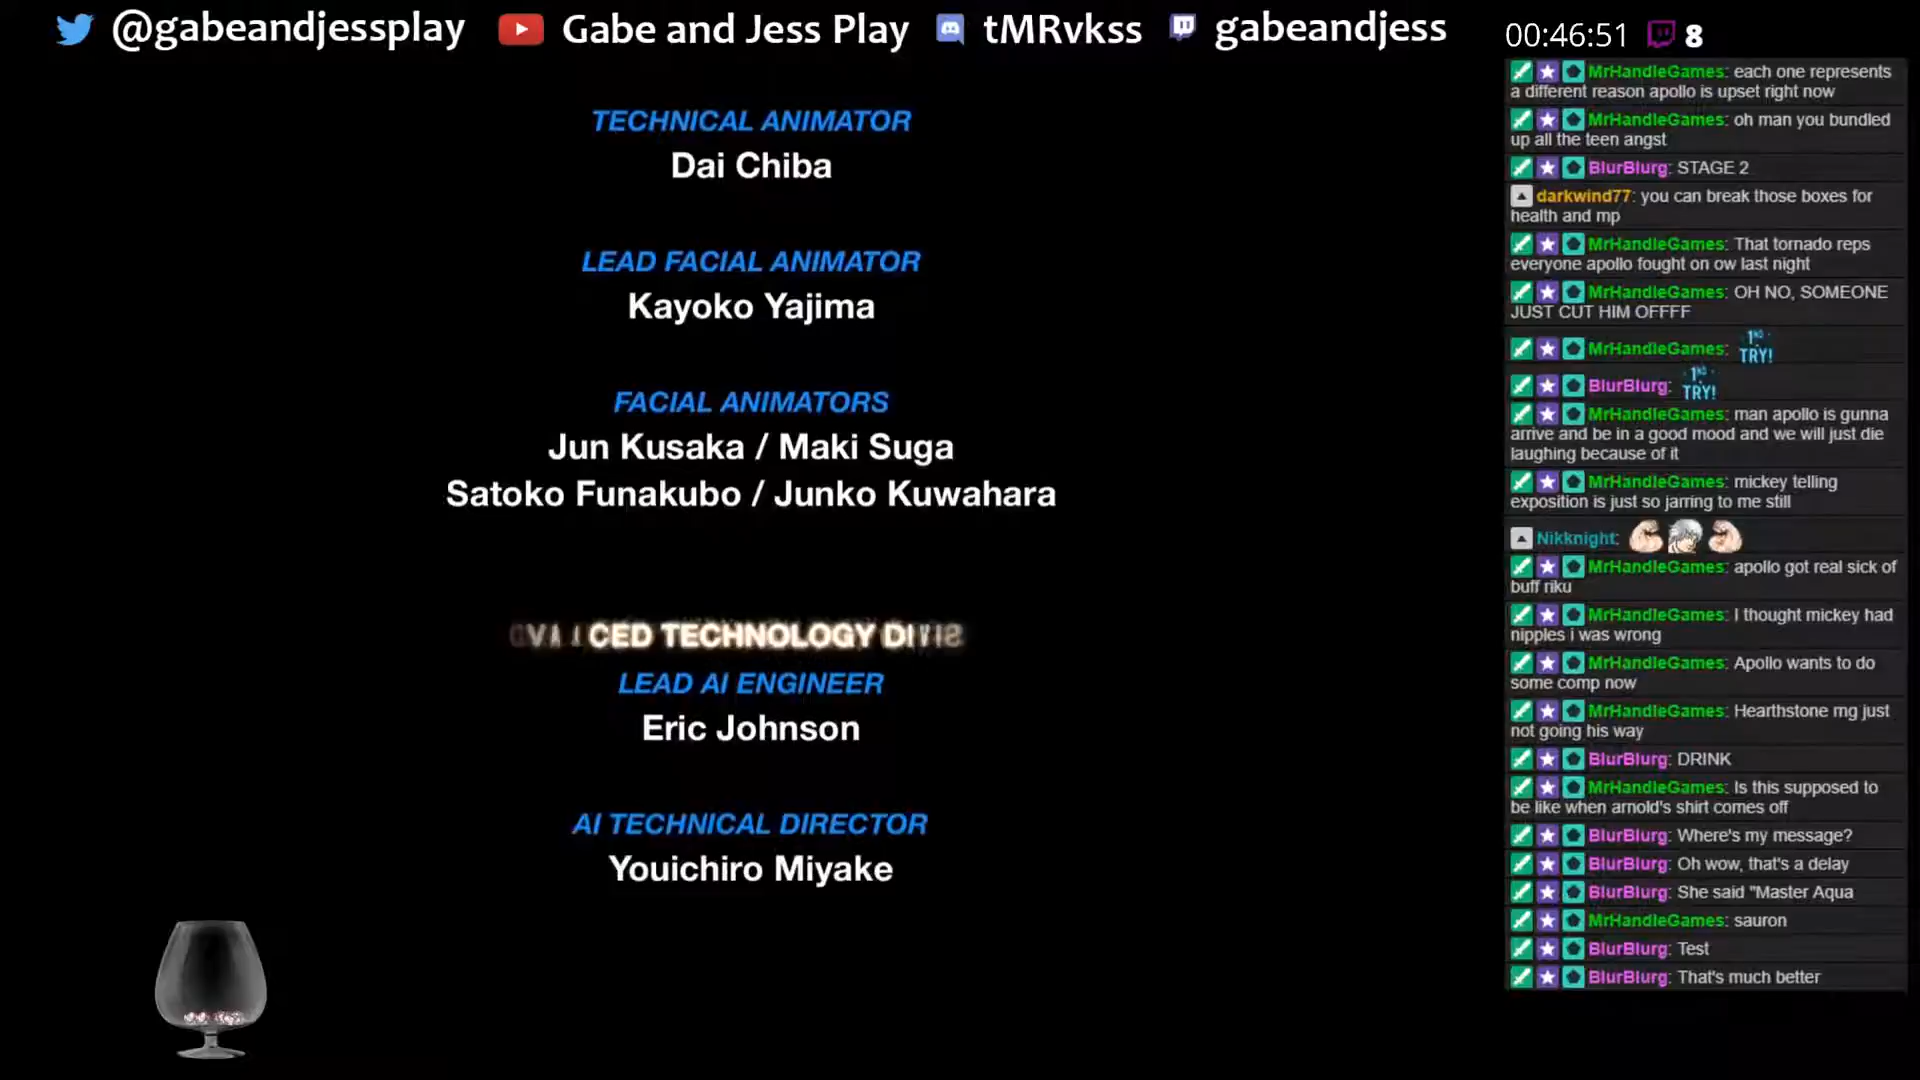 @gabeandjessplay Gabe and Jess Play tMRvkss gabeandjess
00:46:51 8
TECHNICAL ANIMATOR
Dai Chiba
LEAD FACIAL ANIMATOR
Kayoko Yajima
FACIAL ANIMATORS
Jun Kusaka / Maki Suga
Satoko Funakubo / Junko Kuwahara
CED TECHNOLOGY DIVIS
LEAD AI ENGINEER
Eric Johnson
AI TECHNICAL DIRECTOR
Youichiro Miyake
MrHandleGames: each one represents
a different reason apollo is upset right now
MrHandleGames: oh man you bundled
up all the teen angst
BlurBlurg: STAGE 2
darkwind77: you can break those boxes for
health and mp
MrHandleGames: That tornado reps
everyone apollo fought on ow last night
MrHandleGames: OH NO, SOMEONE
JUST CUT HIM OFFFF
MrHandleGames: 1ND TRY!
BlurBlurg: 1ND TRY!
MrHandleGames: man apollo is gunna
arrive and be in a good mood and we will just die
laughing because of it
MrHandleGames: mickey telling
exposition is just so jarring to me still
Nikknight:
MrHandleGames: apollo got real sick of
buff riku
MrHandleGames: I thought mickey had
nipples i was wrong
MrHandleGames: Apollo wants to do
some comp now
MrHandleGames: Hearthstone rng just
not going his way
BlurBlurg: DRINK
MrHandleGames: Is this supposed to
be like when arnold's shirt comes off
BlurBlurg: Where's my message?
BlurBlurg: Oh wow, that's a delay
BlurBlurg: She said "Master Aqua
MrHandleGames: sauron
BlurBlurg: Test
BlurBlurg: That's much better